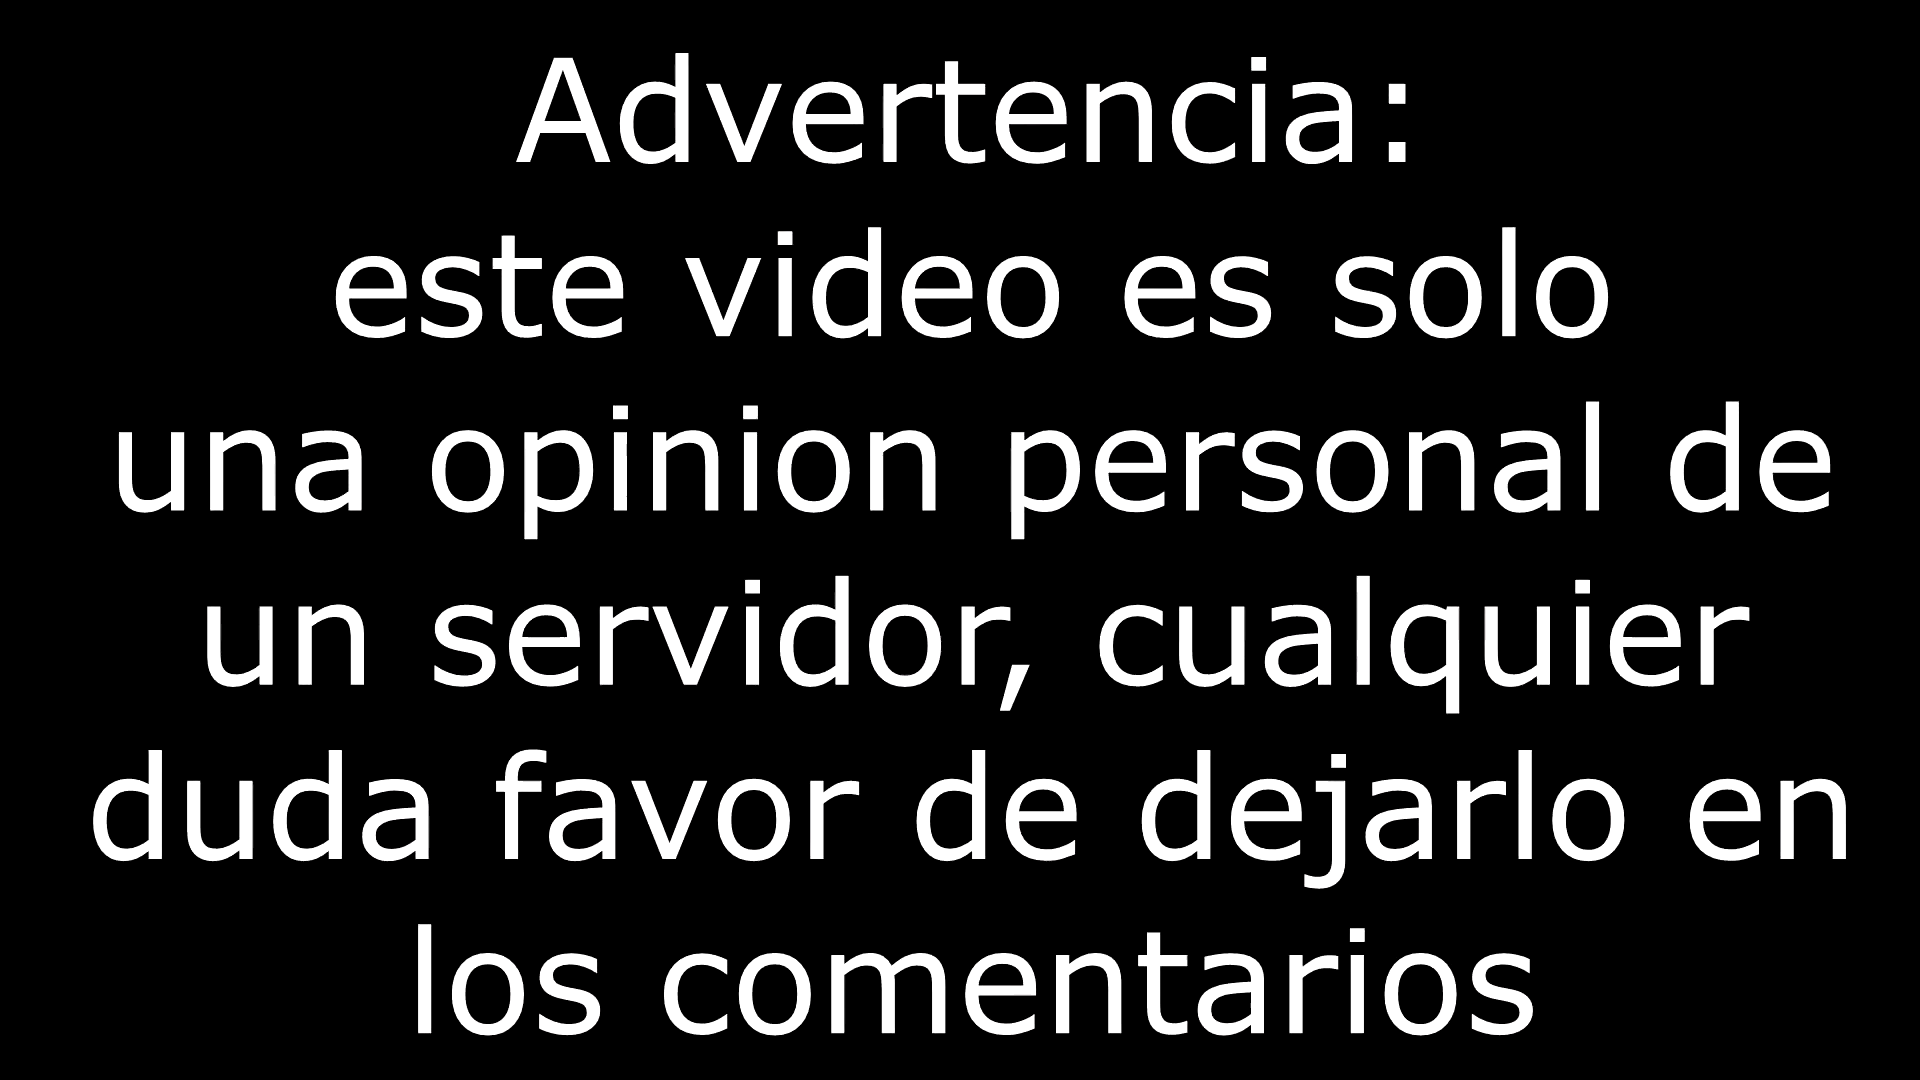 Advertencia:
este video es solo
una opinion personal de
un servidor, cualquier
duda favor de dejarlo en
los comentarios